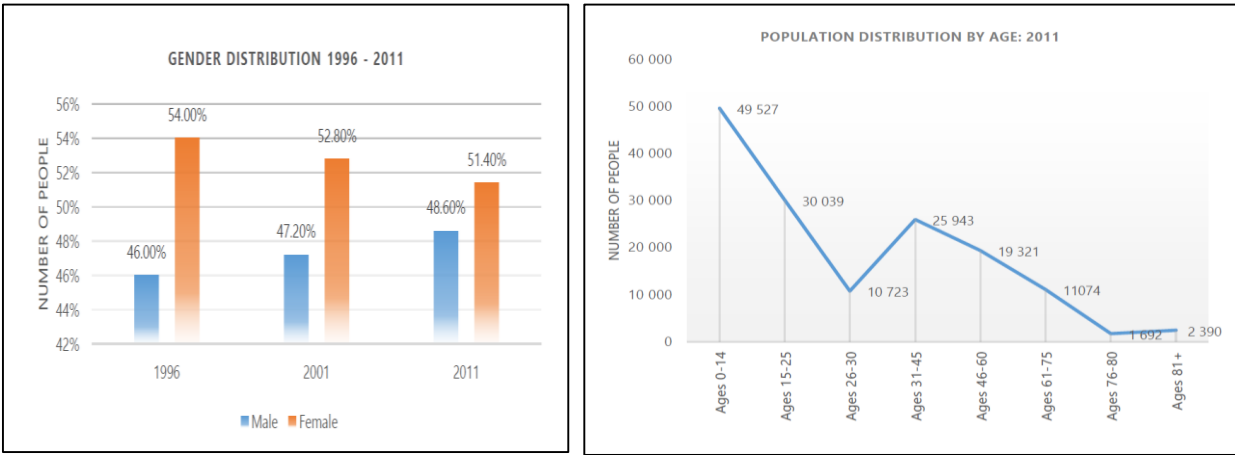 GENDER DISTRIBUTION 1996 - 2011
NUMBER OF PEOPLE
56%
54%
52%
50%
48%
46%
44%
42%
46.00%
54.00%
47.20%
52.80%
48.60%
51.40%
1996
2001
2011
Male
Female
POPULATION DISTRIBUTION BY AGE: 2011
NUMBER OF PEOPLE
60 000
50 000
40 000
30 000
20 000
10 000
0
49 527
30 039
10 723
25 943
19 321
11074
1 692
2 390
Ages 0-14
Ages 15-25
Ages 26-30
Ages 31-45
Ages 46-60
Ages 61-75
Ages 76-80
Ages 81+